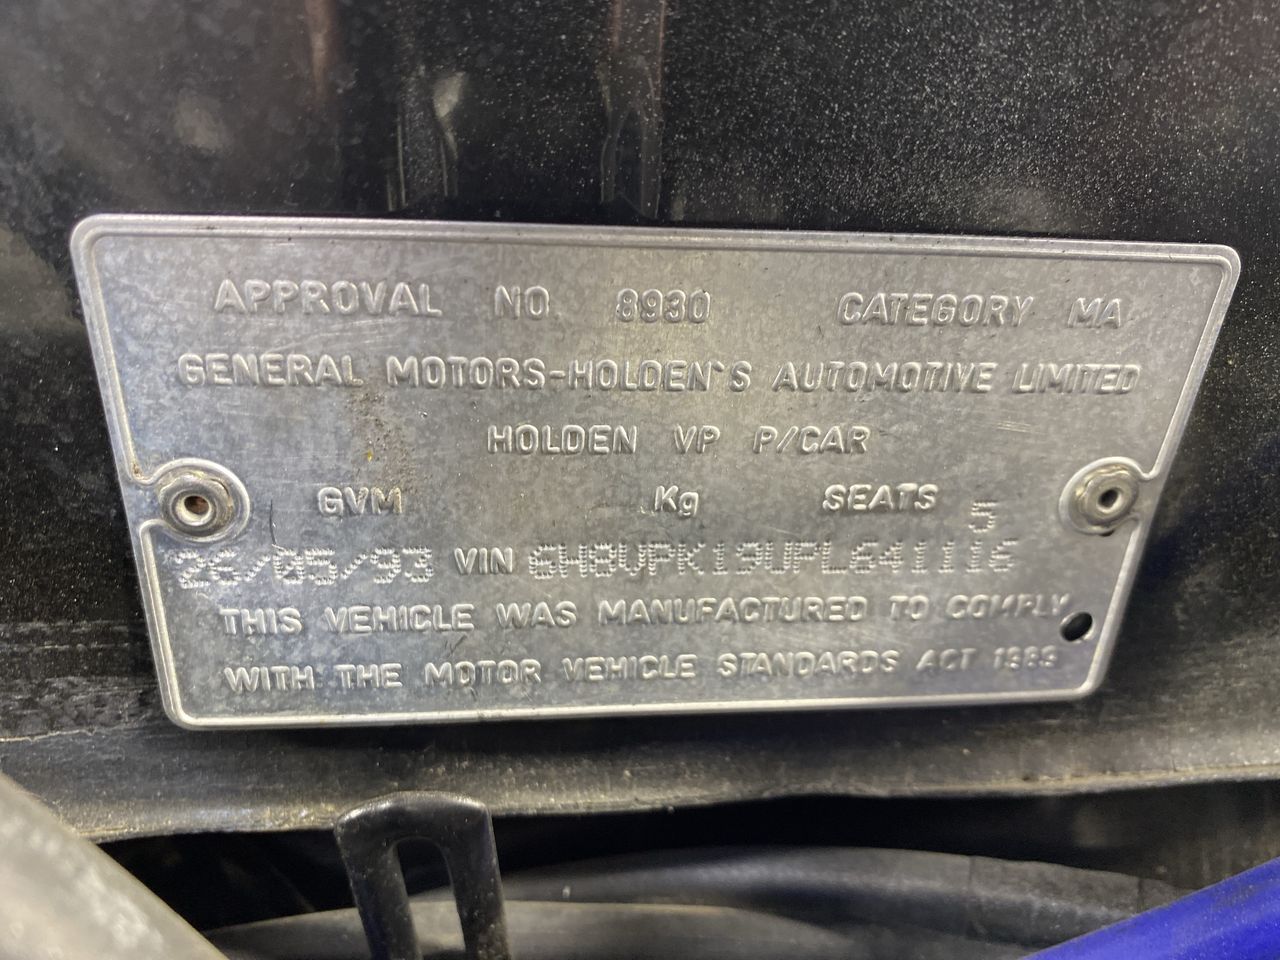 APPROVAL NO 8930 CATEGORY MA
GENERAL MOTORS-HOLDEN'S AUTOMOTIVE LIMITED
HOLDEN VP P/CAR
GVM Kg SEATS 5
26/05/93 VIN 6H8VPK19UPL641111E
THIS VEHICLE WAS MANUFACTURED TO COMPLY
WITH THE MOTOR VEHICLE STANDARDS ACT 1989